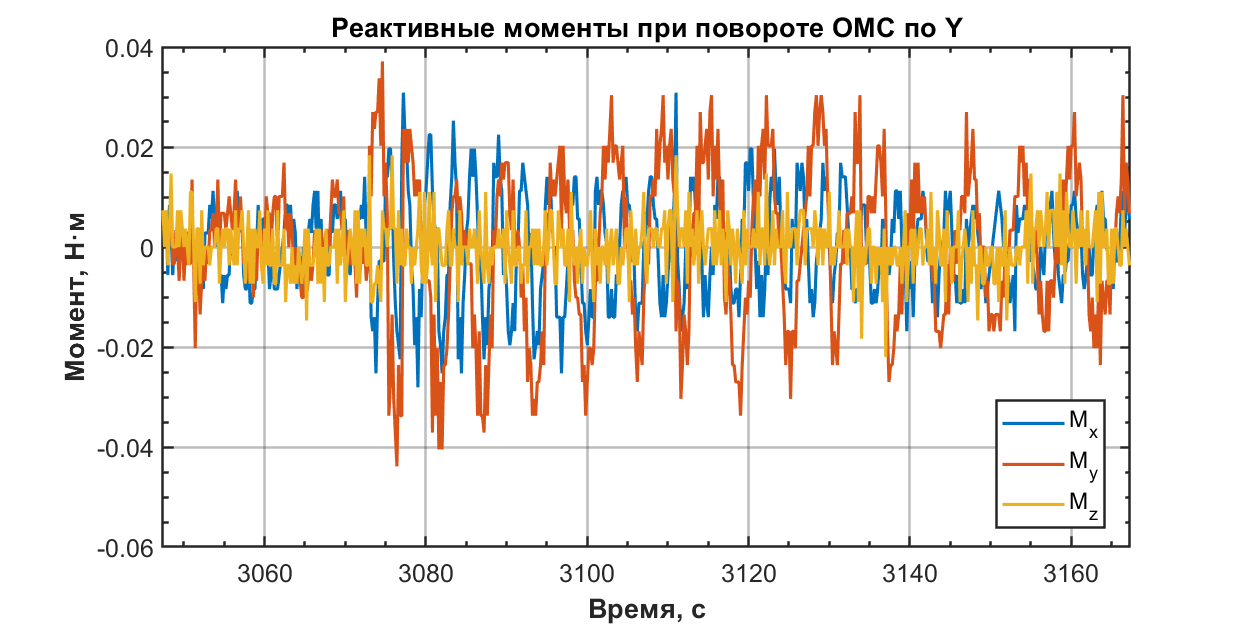 Реактивные моменты при повороте ОМС по Y
Момент, Н·м
0.04
0.02
0
-0.02
-0.04
-0.06
3060 3080 3100 3120 3140 3160
Время, с
Mx
My
Mz